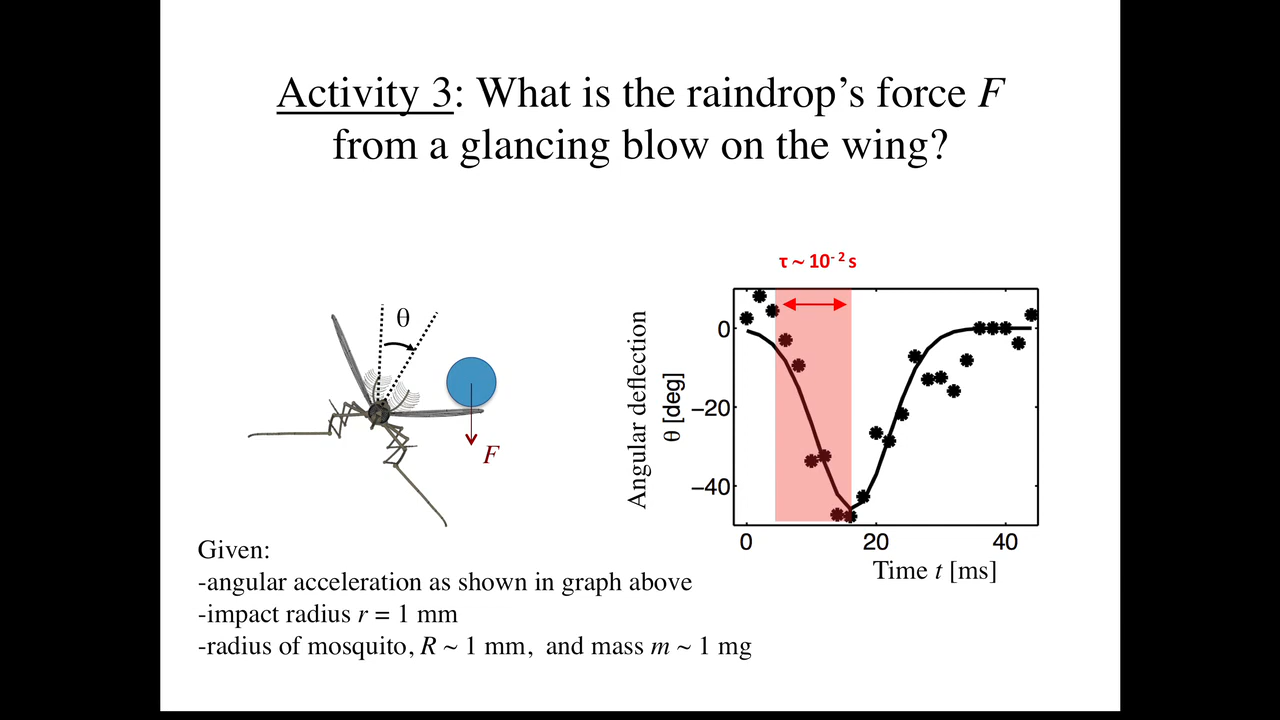 Activity 3: What is the raindrop’s force F
from a glancing blow on the wing?
τ ~ 10⁻² s
θ
F
Angular deflection
θ [deg]
0
−20
−40
0 20 40
Time t [ms]
Given:
-angular acceleration as shown in graph above
-impact radius r = 1 mm
-radius of mosquito, R ~ 1 mm, and mass m ~ 1 mg